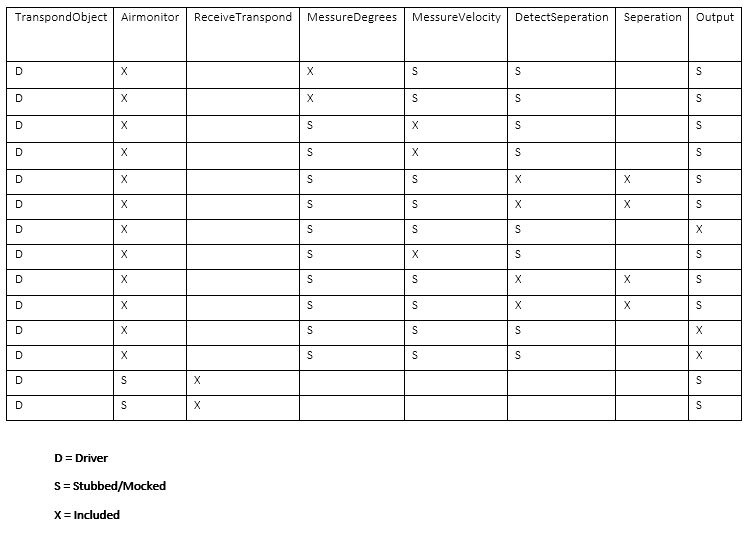 TranspondObject Airmonitor ReceiveTranspond MessureDegrees MessureVelocity DetectSeperation Seperation Output
D X X S S S
D X X S S S
D X S X S S
D X S X S S
D X S S X X S
D X S S X X S
D X S S S X
D X S X S S
D X S S X X S
D X S S X X S
D X S S S X
D X S S S X
D S X S
D S X S
D = Driver
S = Stubbed/Mocked
X = Included